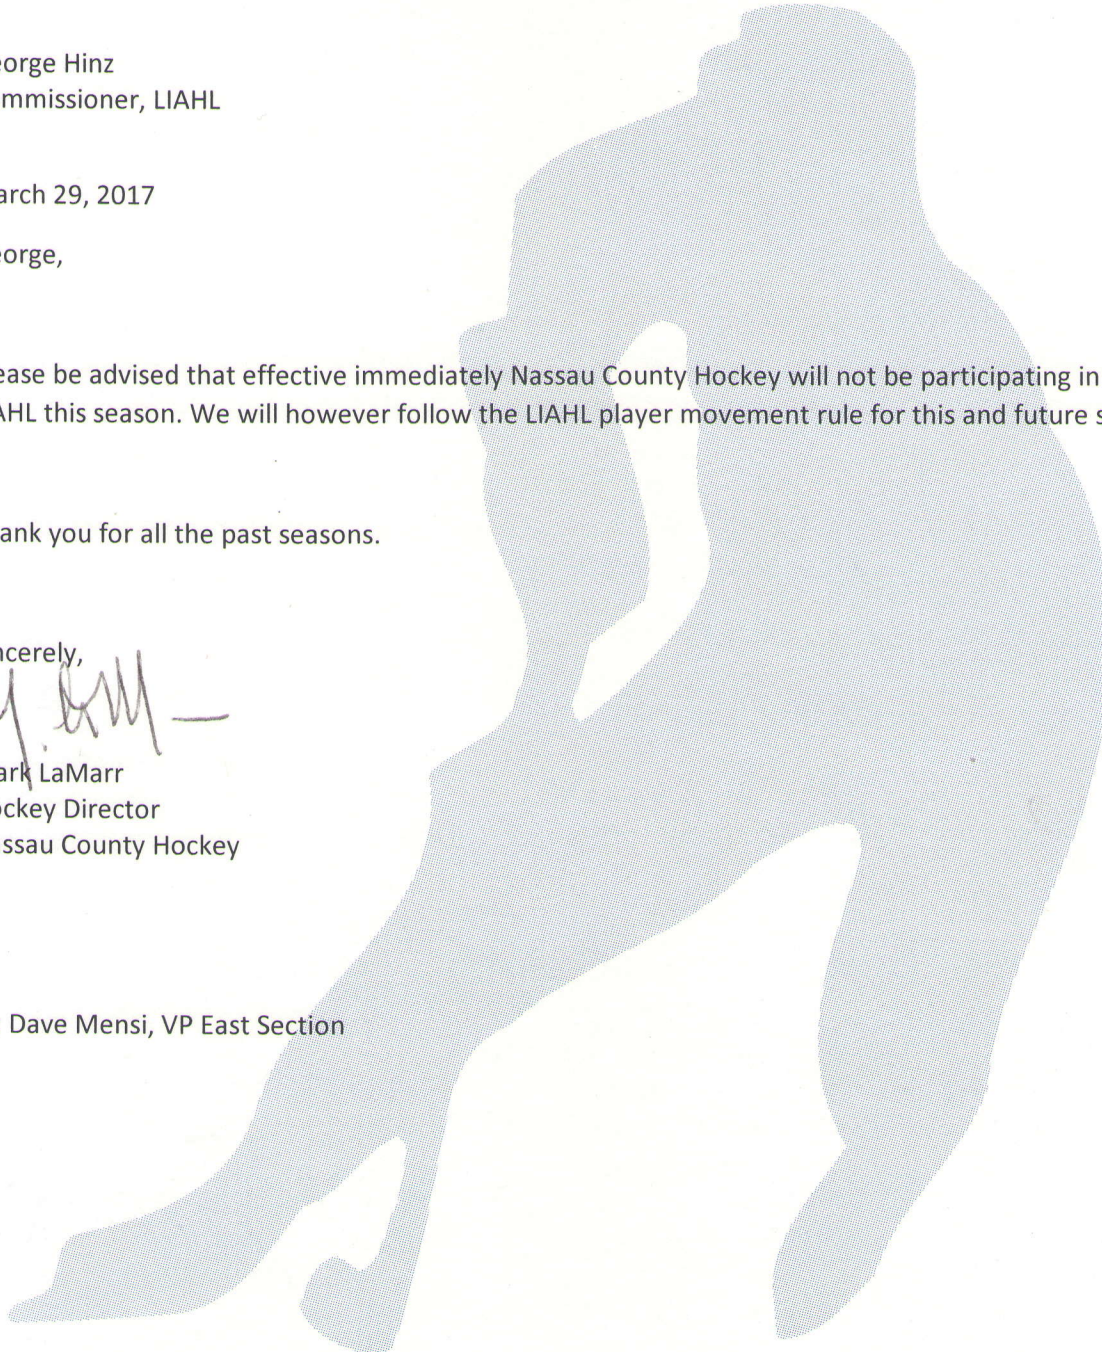 eorge Hinz
mmissioner, LIAHL
arch 29, 2017
eorge,
ease be advised that effective immediately Nassau County Hockey will not be participating in
AHL this season. We will however follow the LIAHL player movement rule for this and future s
ank you for all the past seasons.
ncerely,
ark LaMarr
ockey Director
ssau County Hockey
: Dave Mensi, VP East Section